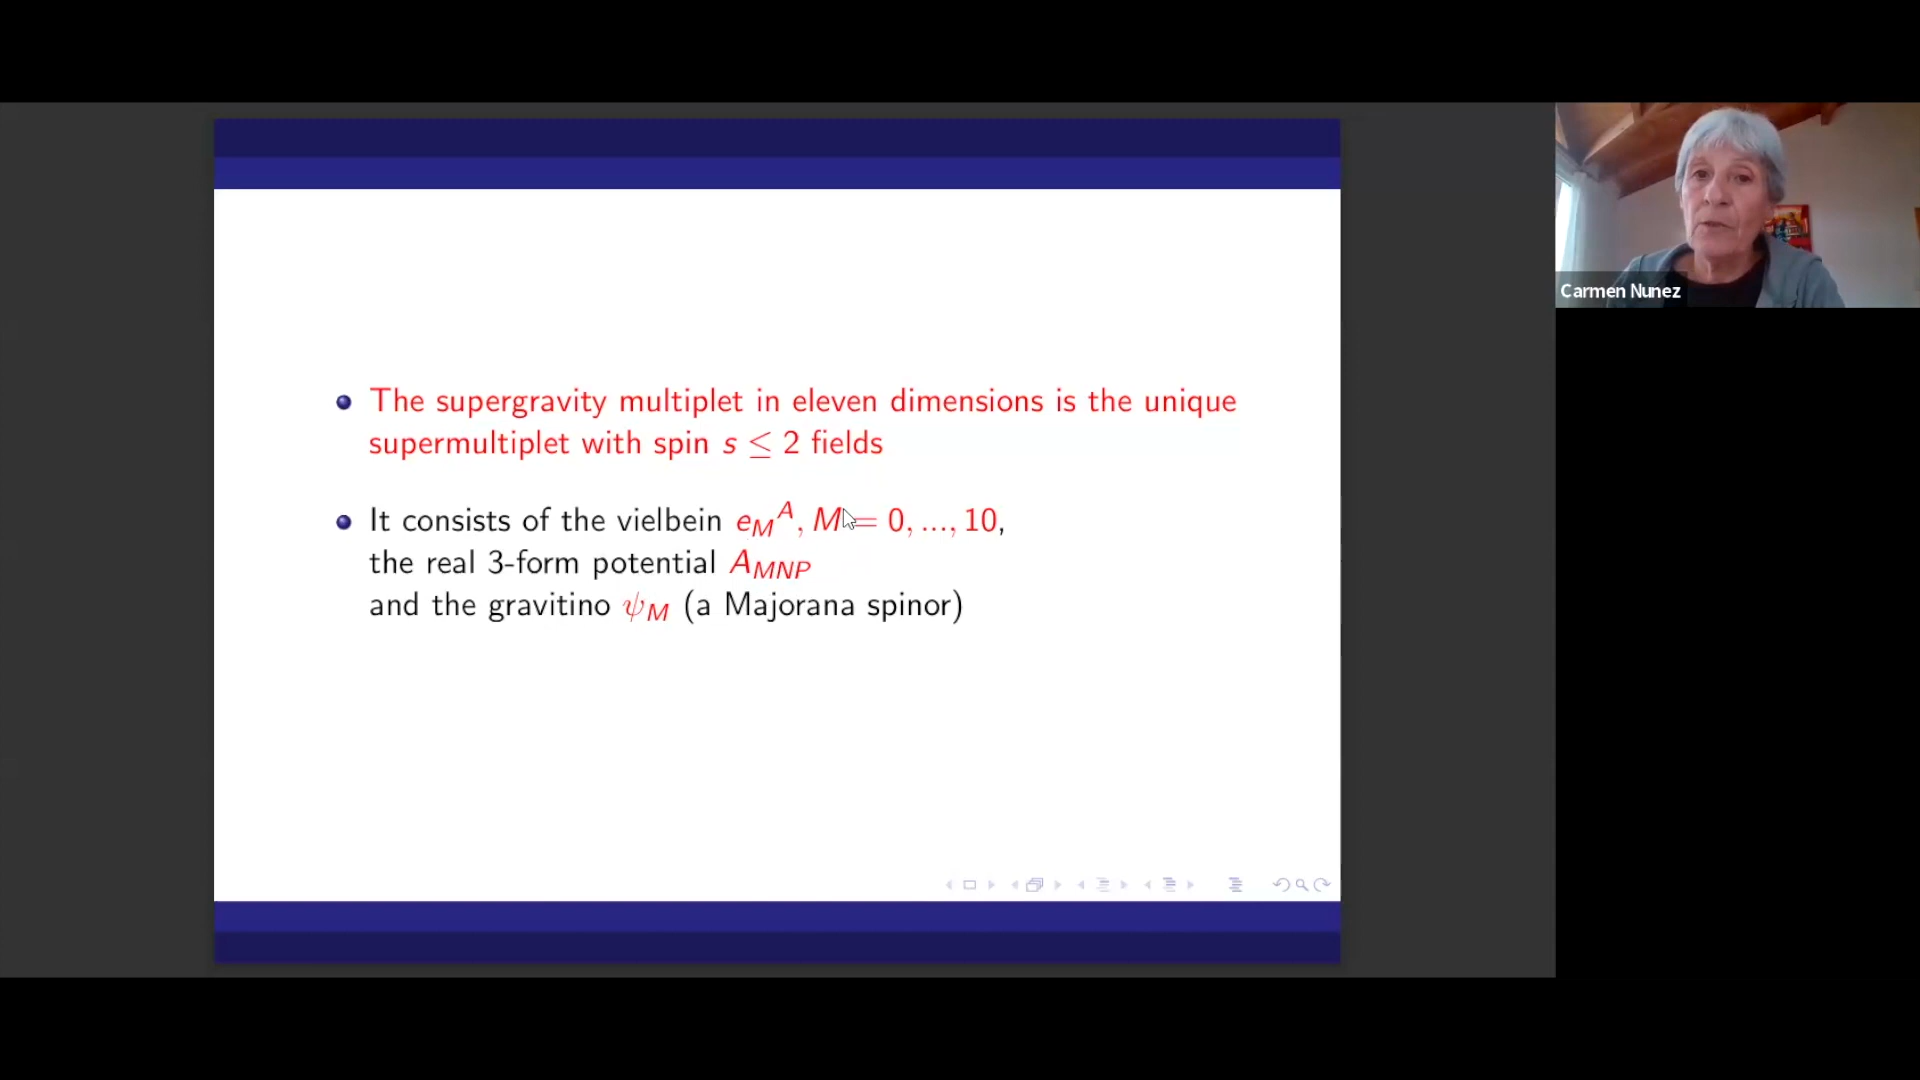 The supergravity multiplet in eleven dimensions is the unique
supermultiplet with spin s ≤ 2 fields
It consists of the vielbein e_M^A, M = 0, ..., 10,
the real 3-form potential A_MNP
and the gravitino ψ_M (a Majorana spinor)
Carmen Nunez